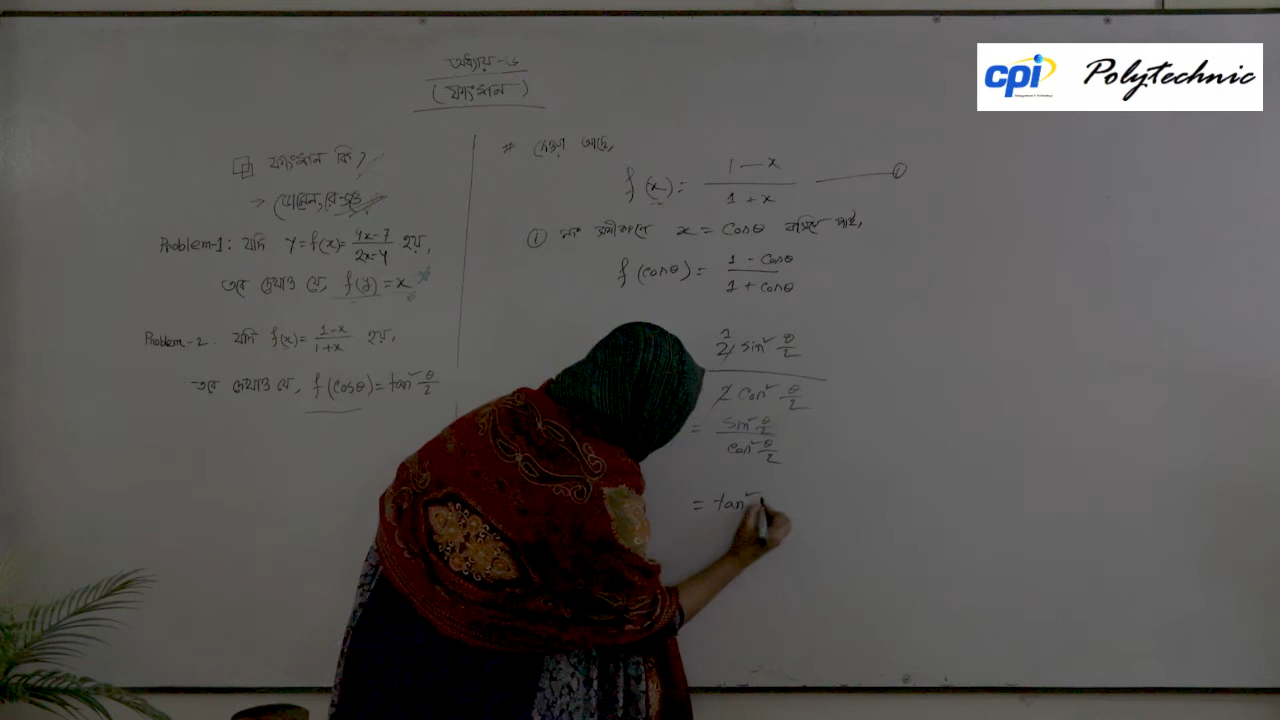 cpi Polytechnic
অধ্যায়-৬
(ফাংশন)
ফাংশন কি?
→ ডোমেন, রেঞ্জ
Problem-1: যদি y = f(x) = (4x-7)/(2x-4) হয়,
তবে দেখাও যে, f(y) = x
Problem-2. যদি f(x) = (1-x)/(1+x) হয়,
তবে দেখাও যে, f(cosθ) = tan² θ/2
# দেওয়া আছে,
f(x) = (1-x)/(1+x) ——— ①
① নং সমীকরণে x = cosθ বসিয়ে পাই,
f(cosθ) = (1 - cosθ)/(1 + cosθ)
2 sin² θ/2
2 cos² θ/2
= (sin² θ/2)/(cos² θ/2)
= tan²